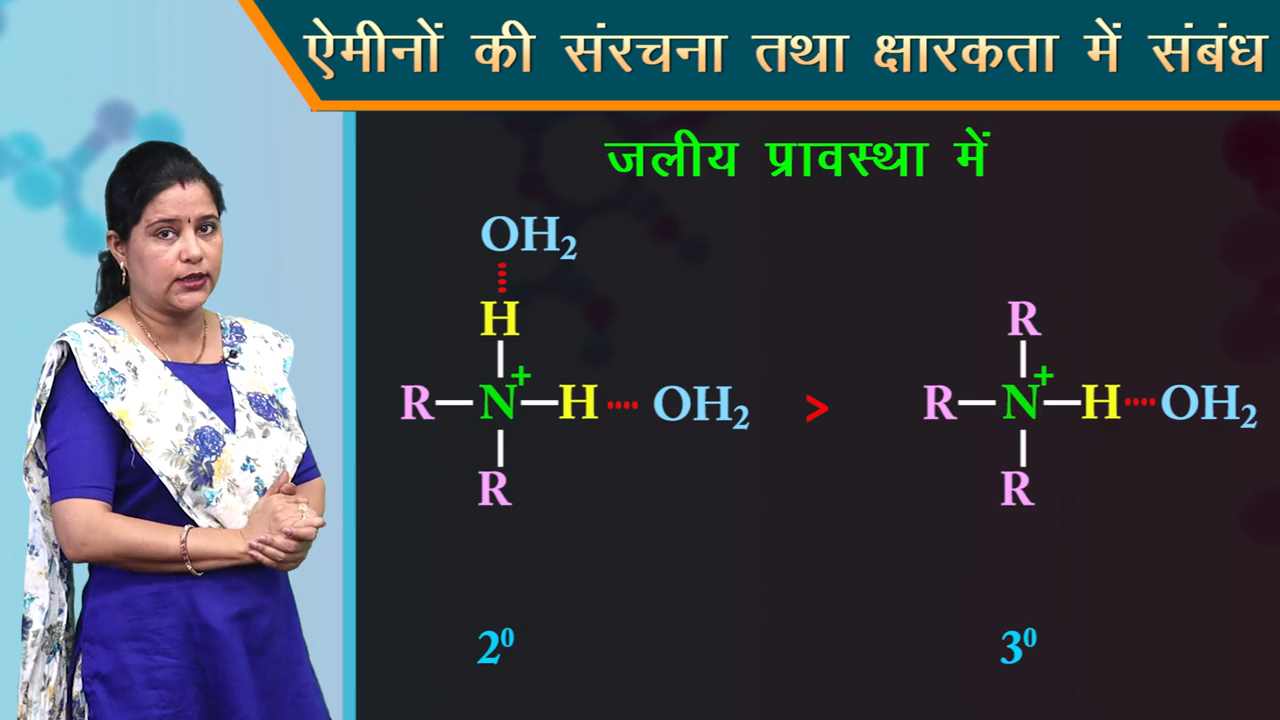 ऐमीनों की संरचना तथा क्षारकता में संबंध
जलीय प्रावस्था में
OH₂
H
R—N⁺—H····OH₂
R
>
R
R—N⁺—H····OH₂
R
2⁰
3⁰